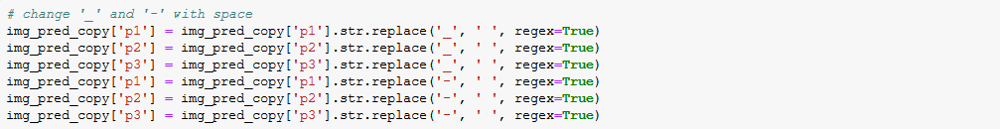 # change '_' and '-' with space
img_pred_copy['p1'] = img_pred_copy['p1'].str.replace('_', ' ', regex=True)
img_pred_copy['p2'] = img_pred_copy['p2'].str.replace('_', ' ', regex=True)
img_pred_copy['p3'] = img_pred_copy['p3'].str.replace('_', ' ', regex=True)
img_pred_copy['p1'] = img_pred_copy['p1'].str.replace('-', ' ', regex=True)
img_pred_copy['p2'] = img_pred_copy['p2'].str.replace('-', ' ', regex=True)
img_pred_copy['p3'] = img_pred_copy['p3'].str.replace('-', ' ', regex=True)